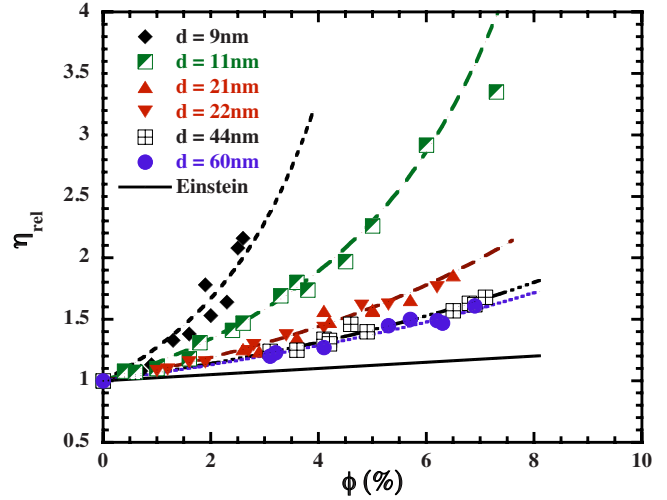 4
3.5
3
2.5
2
1.5
1
0.5
η_rel
d = 9nm
d = 11nm
d = 21nm
d = 22nm
d = 44nm
d = 60nm
Einstein
0 2 4 6 8 10
ϕ (%)